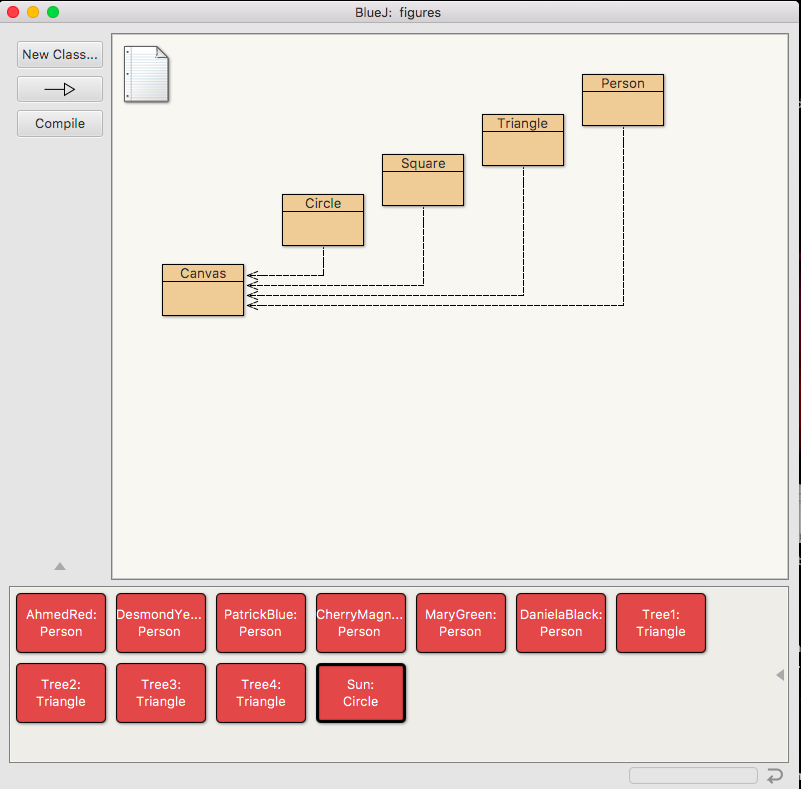 BlueJ: figures
New Class...
Compile
Person
Triangle
Square
Circle
Canvas
AhmedRed:
Person
DesmondYe...
Person
PatrickBlue:
Person
CherryMagn...
Person
MaryGreen:
Person
DanielaBlack:
Person
Tree1:
Triangle
Tree2:
Triangle
Tree3:
Triangle
Tree4:
Triangle
Sun:
Circle